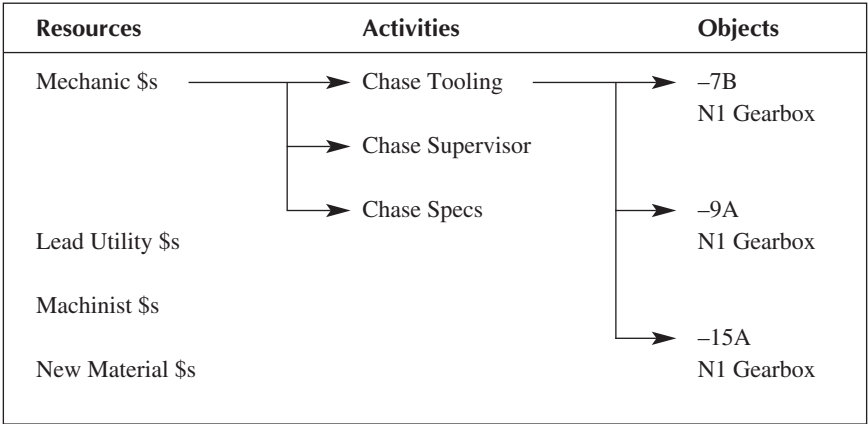 Resources Activities Objects
Mechanic $s Chase Tooling –7B
N1 Gearbox
Chase Supervisor
Chase Specs –9A
Lead Utility $s N1 Gearbox
Machinist $s
–15A
New Material $s N1 Gearbox